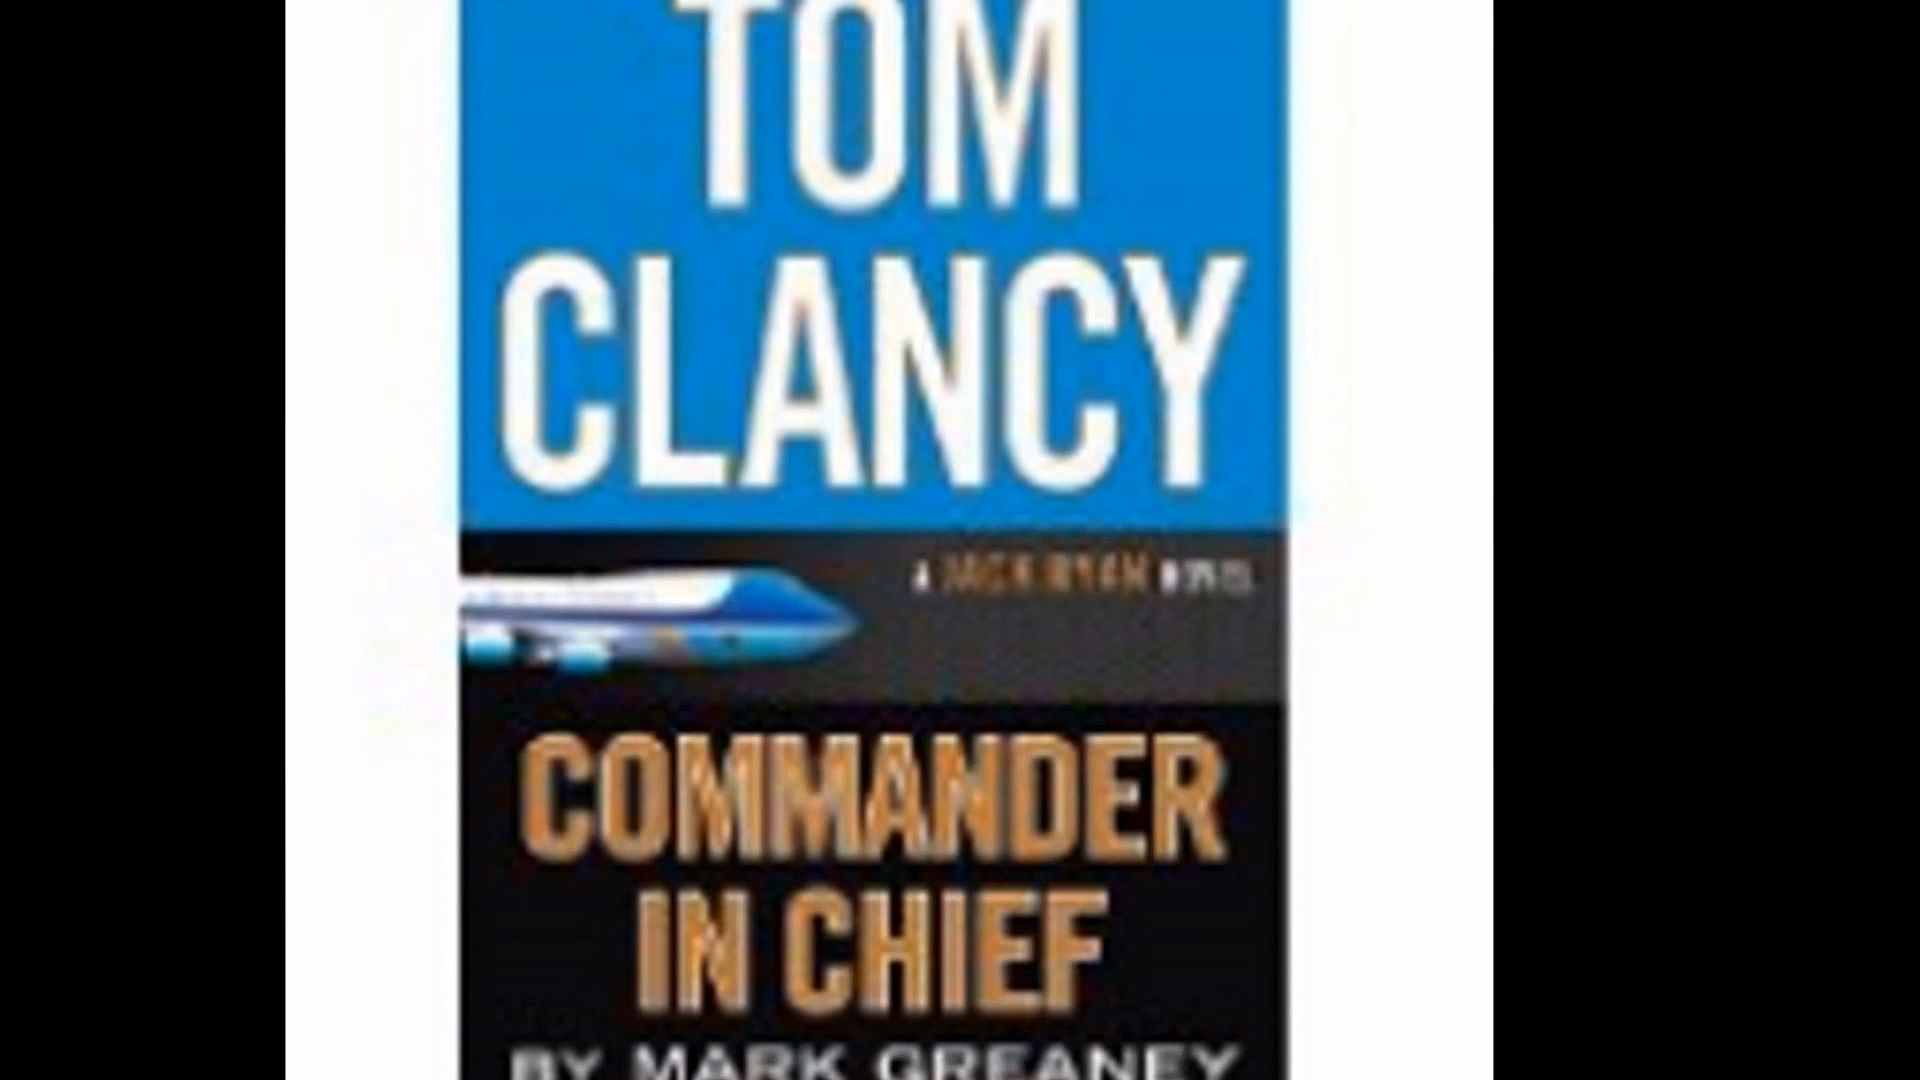 TOM
CLANCY
A JACK RYAN NOVEL
COMMANDER
IN CHIEF
BY MARK GREANEY